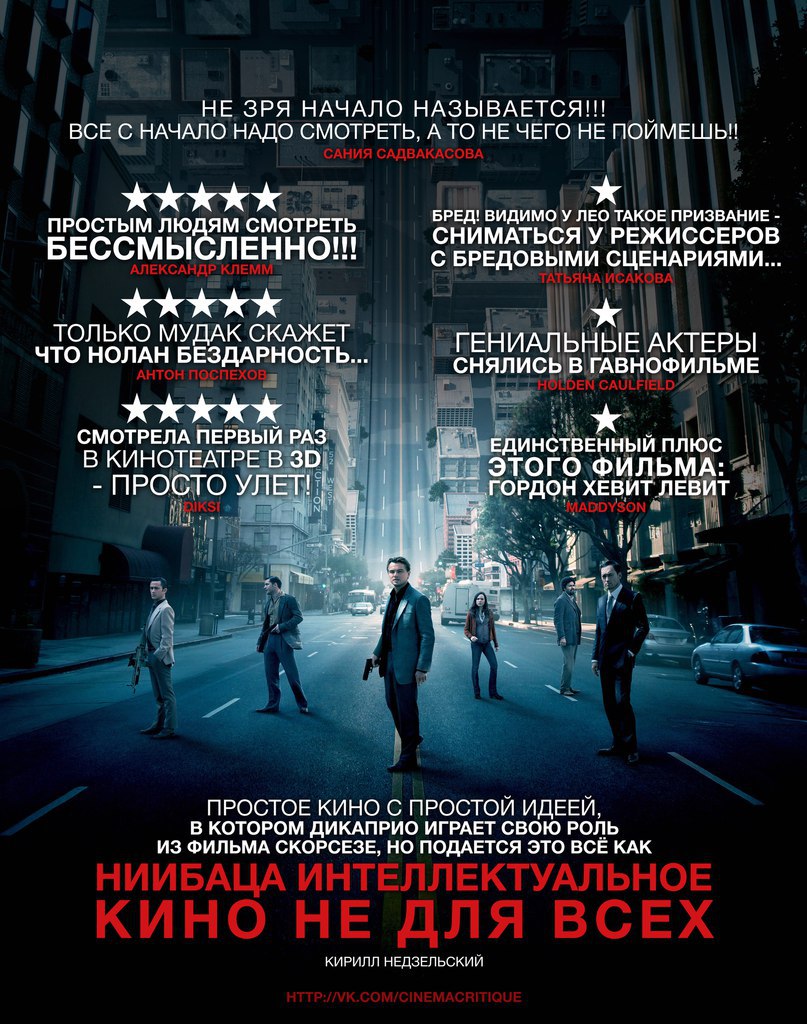 НЕ ЗРЯ НАЧАЛО НАЗЫВАЕТСЯ!!!
ВСЕ С НАЧАЛО НАДО СМОТРЕТЬ, А ТО НЕ ЧЕГО НЕ ПОЙМЕШЬ!!
САНИЯ САДВАКАСОВА
ПРОСТЫМ ЛЮДЯМ СМОТРЕТЬ
БЕССМЫСЛЕННО!!!
АЛЕКСАНДР КЛЕММ
ТОЛЬКО МУДАК СКАЖЕТ
ЧТО НОЛАН БЕЗДАРНОСТЬ...
АНТОН ПОСПЕХОВ
СМОТРЕЛА ПЕРВЫЙ РАЗ
В КИНОТЕАТРЕ В 3D
- ПРОСТО УЛЕТ!
DIKSI
БРЕД! ВИДИМО У ЛЕО ТАКОЕ ПРИЗВАНИЕ -
СНИМАТЬСЯ У РЕЖИССЕРОВ
С БРЕДОВЫМИ СЦЕНАРИЯМИ...
ТАТЬЯНА ИСАКОВА
ГЕНИАЛЬНЫЕ АКТЕРЫ
СНЯЛИСЬ В ГАВНОФИЛЬМЕ
HOLDEN CAULFIELD
ЕДИНСТВЕННЫЙ ПЛЮС
ЭТОГО ФИЛЬМА:
ГОРДОН ХЕВИТ ЛЕВИТ
MADDYSON
ПРОСТОЕ КИНО С ПРОСТОЙ ИДЕЕЙ,
В КОТОРОМ ДИКАПРИО ИГРАЕТ СВОЮ РОЛЬ
ИЗ ФИЛЬМА СКОРСЕЗЕ, НО ПОДАЕТСЯ ЭТО ВСЁ КАК
НИИБАЦА ИНТЕЛЛЕКТУАЛЬНОЕ
КИНО НЕ ДЛЯ ВСЕХ
КИРИЛЛ НЕДЗЕЛЬСКИЙ
HTTP://VK.COM/CINEMACRITIQUE